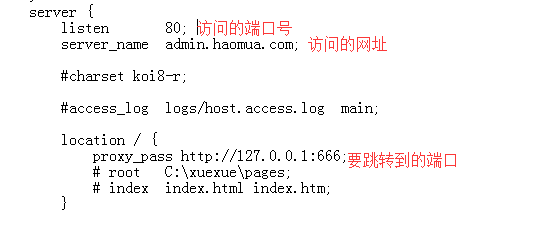 server {
listen 80; 访问的端口号
server_name admin.haomua.com; 访问的网址
#charset koi8-r;
#access_log logs/host.access.log main;
location / {
proxy_pass http://127.0.0.1:666;要跳转到的端口
# root C:\xuexue\pages;
# index index.html index.htm;
}